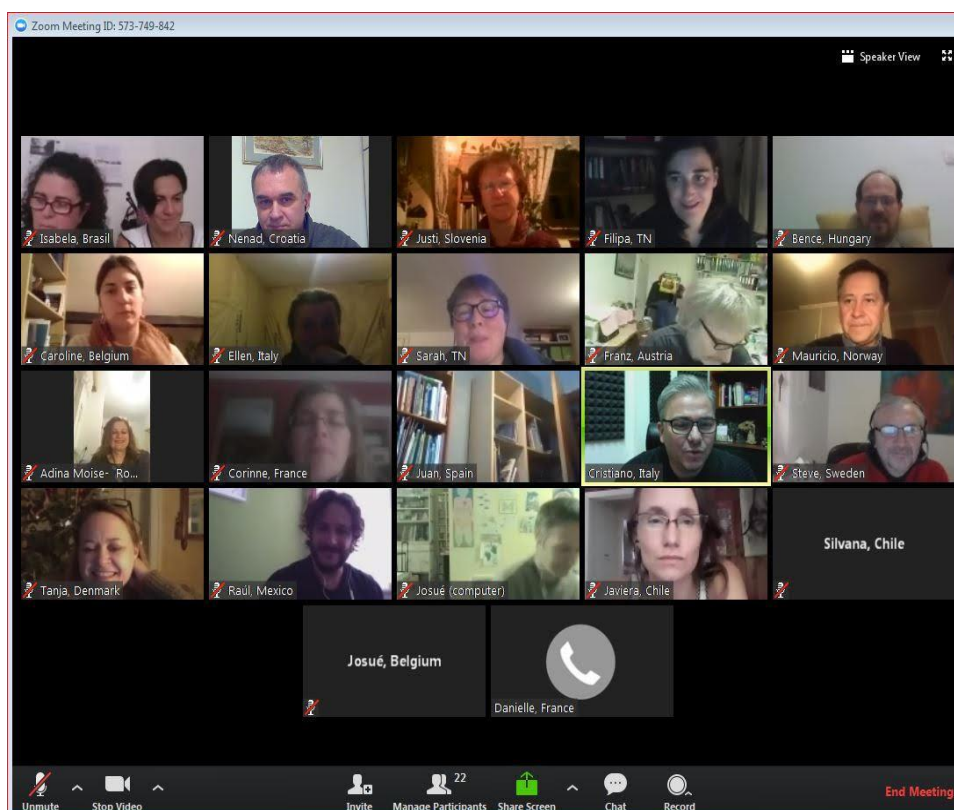 Zoom Meeting ID: 573-749-842
Speaker View
Isabela, Brasil
Nenad, Croatia
Justi, Slovenia
Filipa, TN
Bence, Hungary
Caroline, Belgium
Ellen, Italy
Sarah, TN
Franz, Austria
Mauricio, Norway
Adina Moise- Ro...
Corinne, France
Juan, Spain
Cristiano, Italy
Steve, Sweden
Tanja, Denmark
Raúl, Mexico
Josué (computer)
Javiera, Chile
Silvana, Chile
Josué, Belgium
Danielle, France
22
Unmute
Stop Video
Invite
Manage Participants
Share Screen
Chat
Record
End Meeting